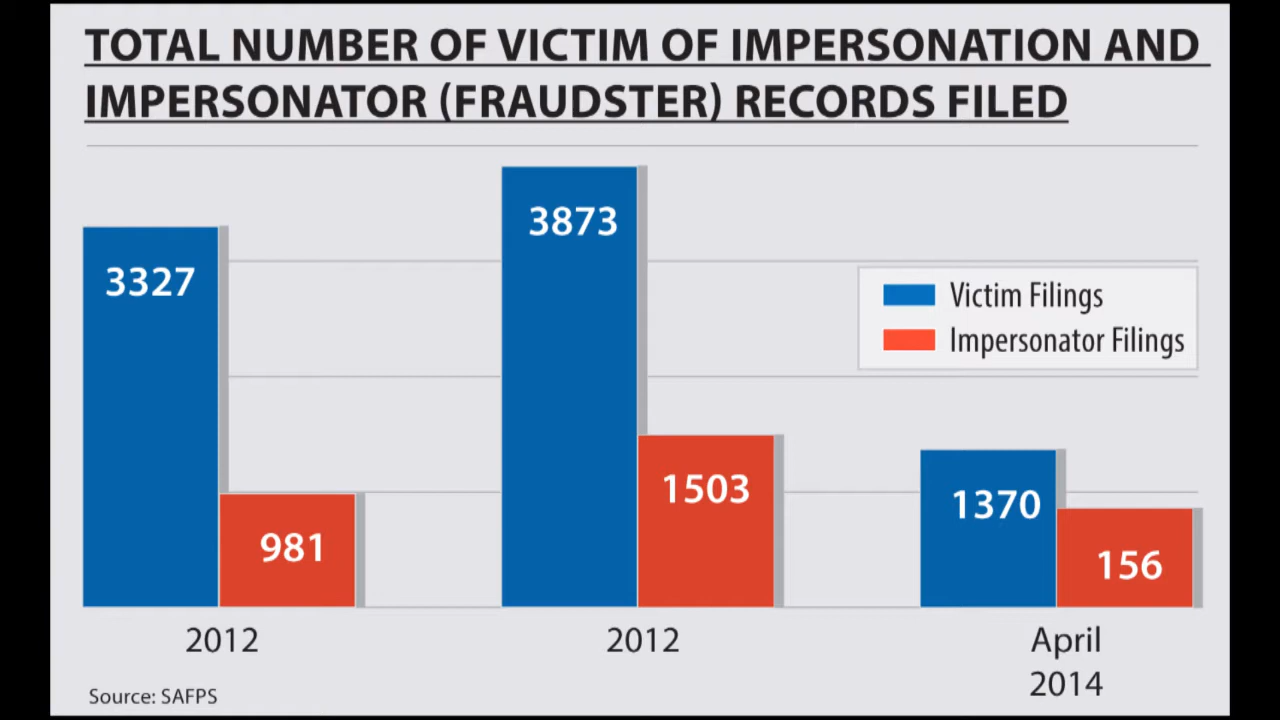 TOTAL NUMBER OF VICTIM OF IMPERSONATION AND
IMPERSONATOR (FRAUDSTER) RECORDS FILED
3327
981
3873
1503
1370
156
Victim Filings
Impersonator Filings
2012
2012
April
2014
Source: SAFPS